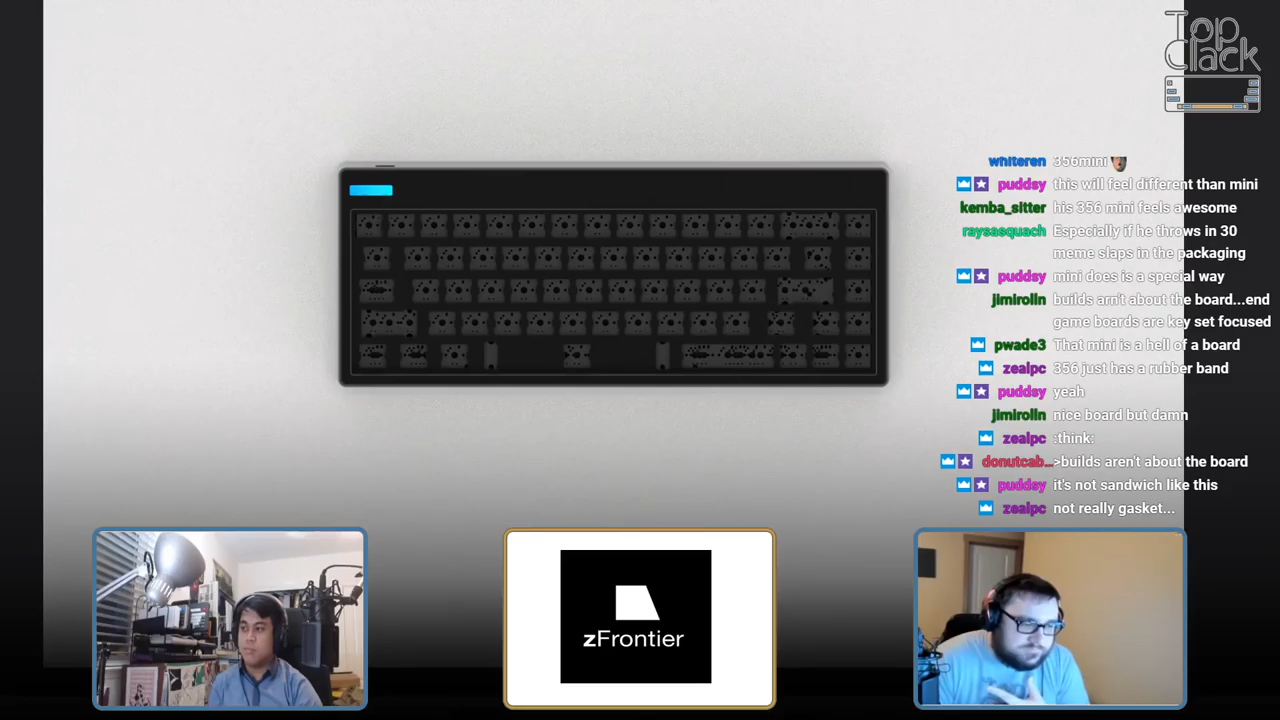 Top
Clack
whiteren 356mini
puddsy this will feel different than mini
kemba_sitter his 356 mini feels awesome
raysasquach Especially if he throws in 30
meme slaps in the packaging
puddsy mini does is a special way
jimirolln builds arn't about the board...end
game boards are key set focused
pwade3 That mini is a hell of a board
zealpc 356 just has a rubber band
puddsy yeah
jimirolln nice board but damn
zealpc :think:
donutcab... >builds aren't about the board
puddsy it's not sandwich like this
zealpc not really gasket...
zFrontier